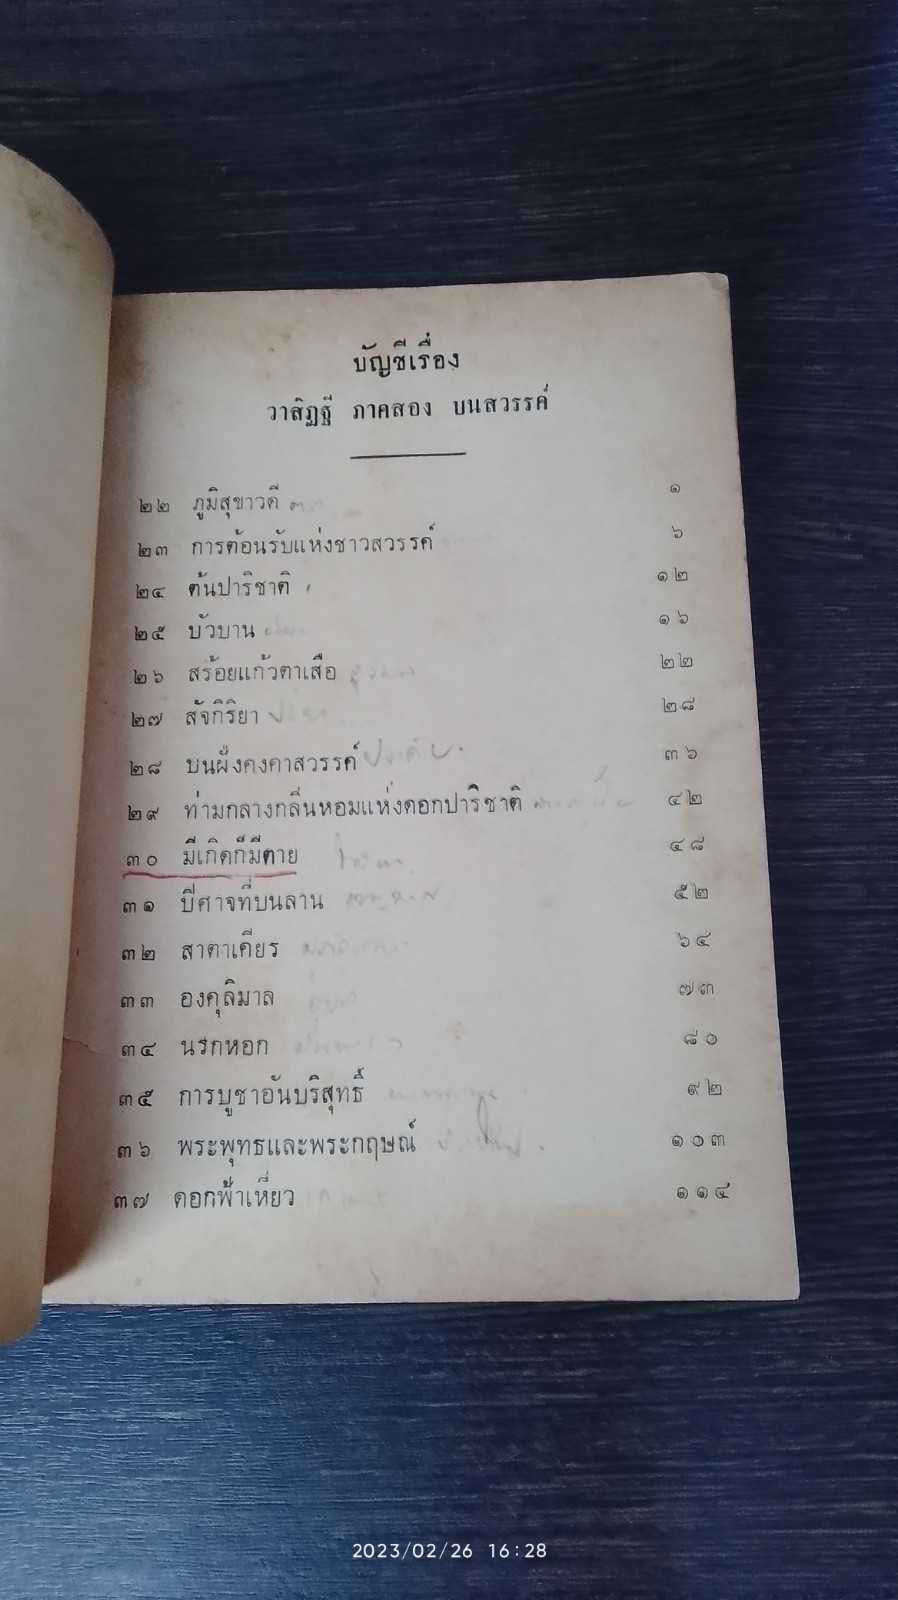 บัญชีเรื่อง
วาสิฏฐี ภาคสอง บนสวรรค์
๒๒ ภูมิสุขาวดี ๑
๒๓ การต้อนรับแห่งชาวสวรรค์ ๖
๒๔ ต้นปาริชาติ ๑๒
๒๕ บัวบาน ๑๖
๒๖ สร้อยแก้วตาเสือ ๒๒
๒๗ สัจกิริยา ๒๘
๒๘ บนฝั่งคงคาสวรรค์ ๓๖
๒๙ ท่ามกลางกลิ่นหอมแห่งดอกปาริชาติ ๔๒
๓๐ มีเกิดก็มีตาย ๔๘
๓๑ ปีศาจที่บนลาน ๕๒
๓๒ สาตาเคียร ๖๔
๓๓ องคุลิมาล ๗๓
๓๔ นรกหอก ๘๐
๓๕ การบูชาอันบริสุทธิ์ ๙๒
๓๖ พระพุทธและพระกฤษณ์ ๑๐๓
๓๗ ดอกฟ้าเหี่ยว ๑๑๔
2023/02/26 16:28